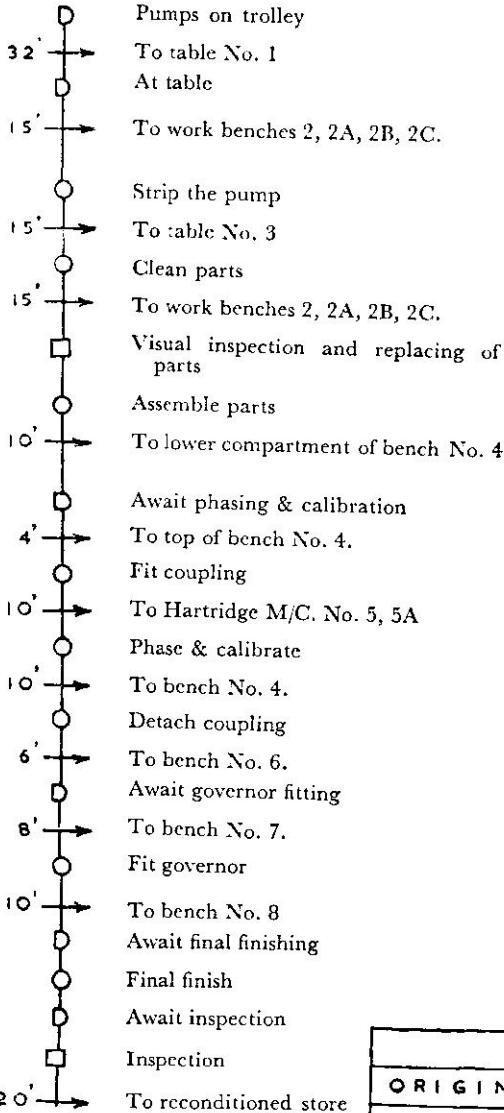 Pumps on trolley
32' To table No. 1
At table
15' To work benches 2, 2A, 2B, 2C.
Strip the pump
15' To table No. 3
Clean parts
15' To work benches 2, 2A, 2B, 2C.
Visual inspection and replacing of
parts
Assemble parts
10' To lower compartment of bench No. 4
Await phasing & calibration
4' To top of bench No. 4.
Fit coupling
10' To Hartridge M/C. No. 5, 5A
Phase & calibrate
10' To bench No. 4.
Detach coupling
6' To bench No. 6.
Await governor fitting
8' To bench No. 7.
Fit governor
10' To bench No. 8
Await final finishing
Final finish
Await inspection
Inspection
ORIGIN
20' To reconditioned store